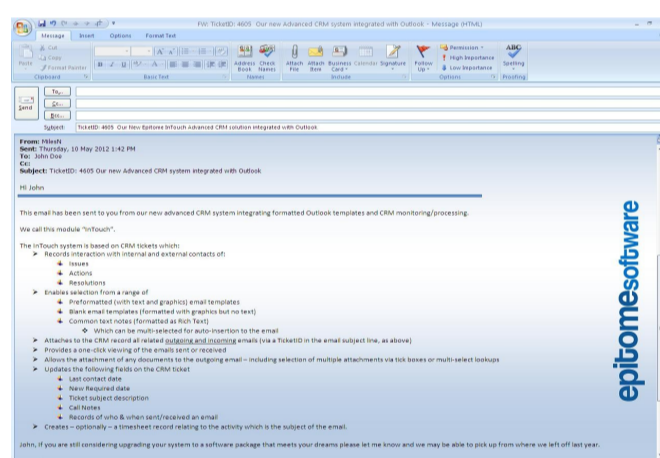 FW: TicketID: 4605 Our new Advanced CRM system integrated with Outlook - Message (HTML)
Message Insert Options Format Text
Cut
Copy
Format Painter
Paste
Address Book
Check Names
Attach File
Attach Item
Business Card
Calendar
Signature
Follow Up
Permission
High Importance
Low Importance
Spelling
Clipboard
Basic Text
Names
Include
Options
Proofing
Send
To...
Cc...
Bcc...
Subject: TicketID: 4605 Our New Epitome InTouch Advanced CRM solution integrated with Outlook
From: MilesN
Sent: Thursday, 10 May 2012 1:42 PM
To: John Doe
Cc:
Subject: TicketID: 4605 Our new Advanced CRM system integrated with Outlook
Hi John
This email has been sent to you from our new advanced CRM system integrating formatted Outlook templates and CRM monitoring/processing.
We call this module "InTouch".
The InTouch system is based on CRM tickets which:
Records interaction with internal and external contacts of:
Issues
Actions
Resolutions
Enables selection from a range of
Preformatted (with text and graphics) email templates
Blank email templates (formatted with graphics but no text)
Common text notes (formatted as Rich Text)
Which can be multi-selected for auto-insertion to the email
Attaches to the CRM record all related outgoing and incoming emails (via a TicketID in the email subject line, as above)
Provides a one-click viewing of the emails sent or received
Allows the attachment of any documents to the outgoing email – including selection of multiple attachments via tick boxes or multi-select lookups
Updates the following fields on the CRM ticket
Last contact date
New Required date
Ticket subject description
Call Notes
Records of who & when sent/received an email
Creates – optionally – a timesheet record relating to the activity which is the subject of the email.
John, if you are still considering upgrading your system to a software package that meets your dreams please let me know and we may be able to pick up from where we left off last year.
epitomesoftware